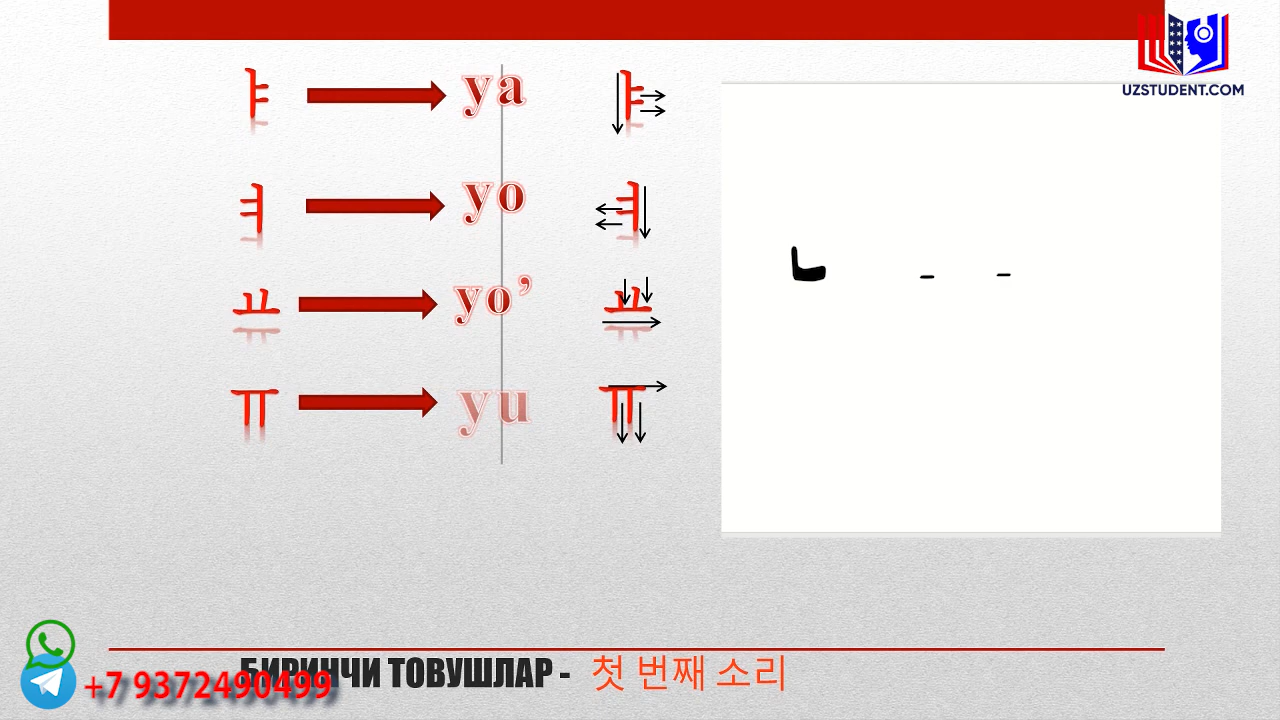 UZSTUDENT.COM
ㅑ ya ㅑ
ㅕ yo ㅕ
ㅛ yo’ ㅛ
ㅠ yu ㅠ
ㄴ - -
БИРИНЧИ ТОВУШЛАР - 첫 번째 소리
+7 9372490499